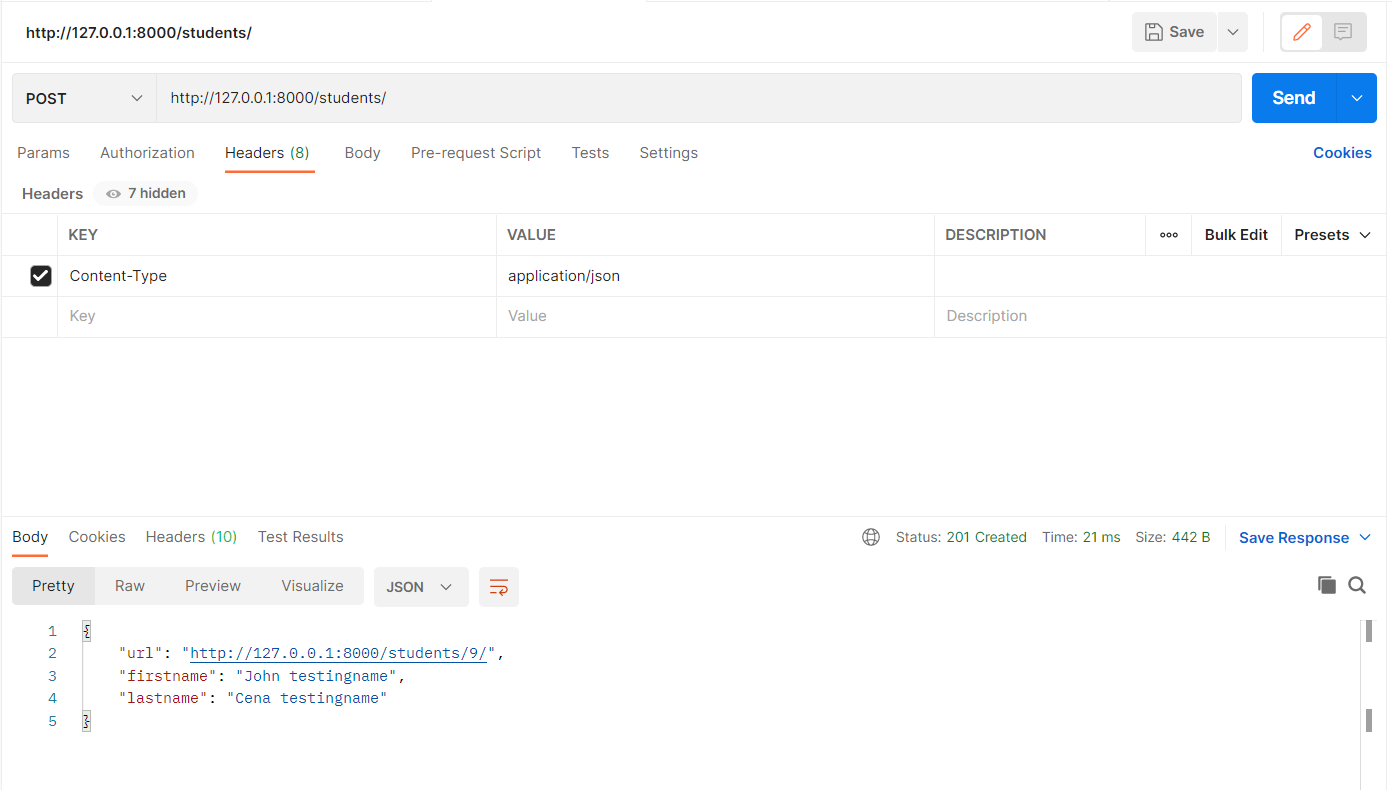 http://127.0.0.1:8000/students/
Save
POST
http://127.0.0.1:8000/students/
Send
Params Authorization Headers (8) Body Pre-request Script Tests Settings Cookies
Headers 7 hidden
KEY VALUE DESCRIPTION ooo Bulk Edit Presets
Content-Type application/json
Key Value Description
Body Cookies Headers (10) Test Results Status: 201 Created Time: 21 ms Size: 442 B Save Response
Pretty Raw Preview Visualize JSON
1 {
2 "url": "http://127.0.0.1:8000/students/9/",
3 "firstname": "John testingname",
4 "lastname": "Cena testingname"
5 }